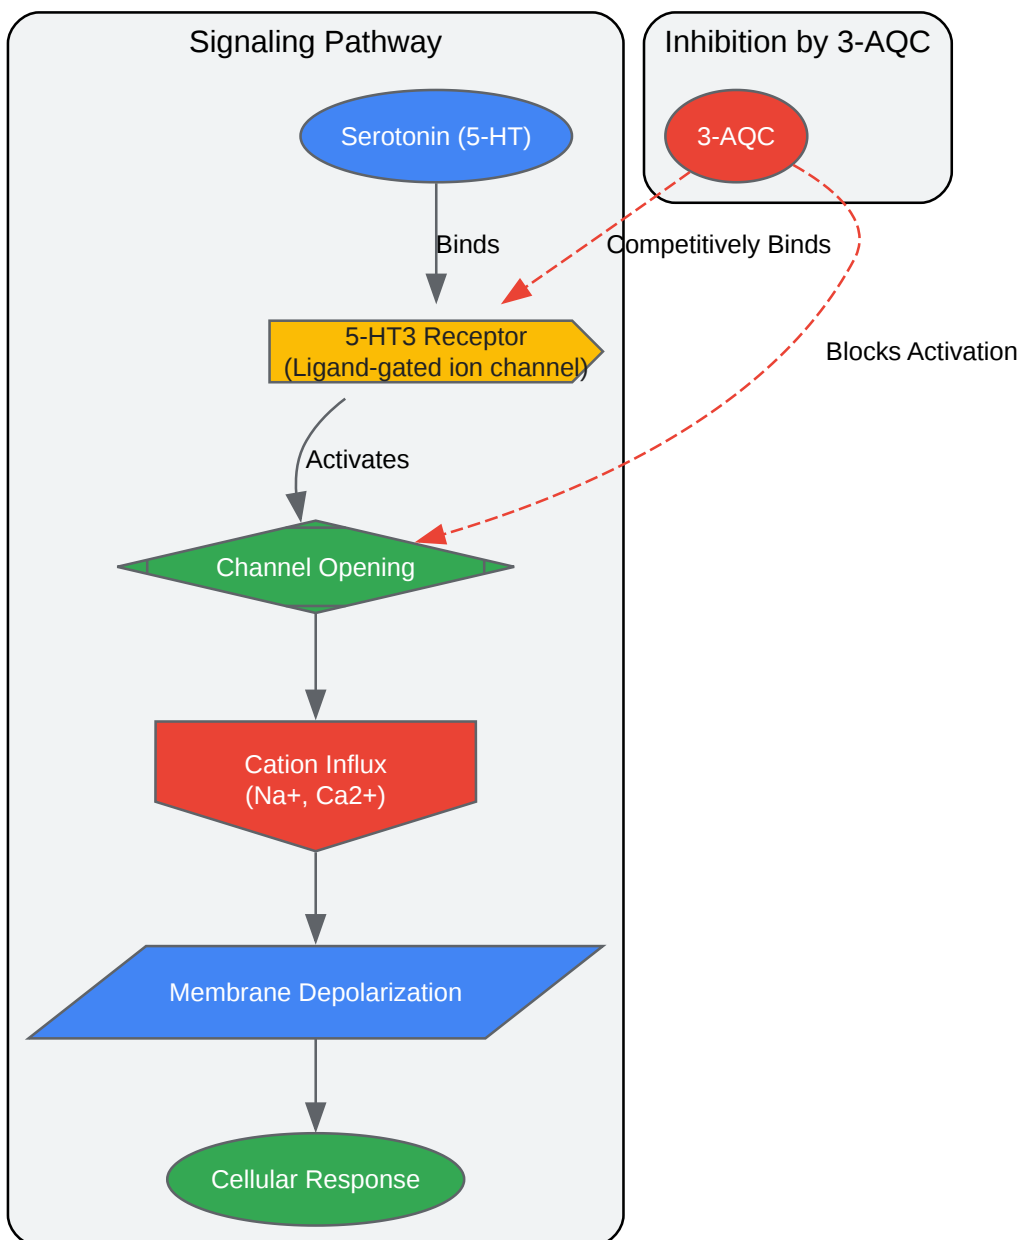 Signaling Pathway
Inhibition by 3-AQC
Serotonin (5-HT)
3-AQC
Binds
Competitively Binds
5-HT3 Receptor
(Ligand-gated ion channel)
Blocks Activation
Activates
Channel Opening
Cation Influx
(Na+, Ca2+)
Membrane Depolarization
Cellular Response